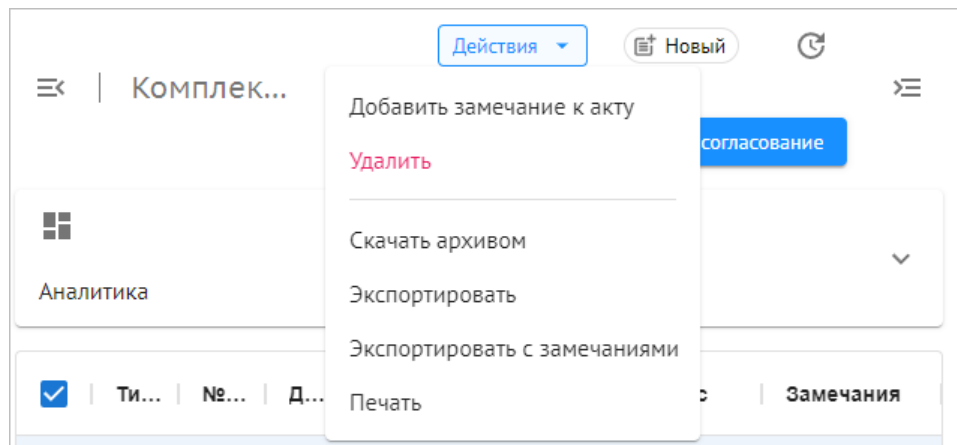 Действия
Новый
Комплек...
Добавить замечание к акту
согласование
Удалить
Скачать архивом
Аналитика
Экспортировать
Экспортировать с замечаниями
Ти... №... Д... с Замечания
Печать